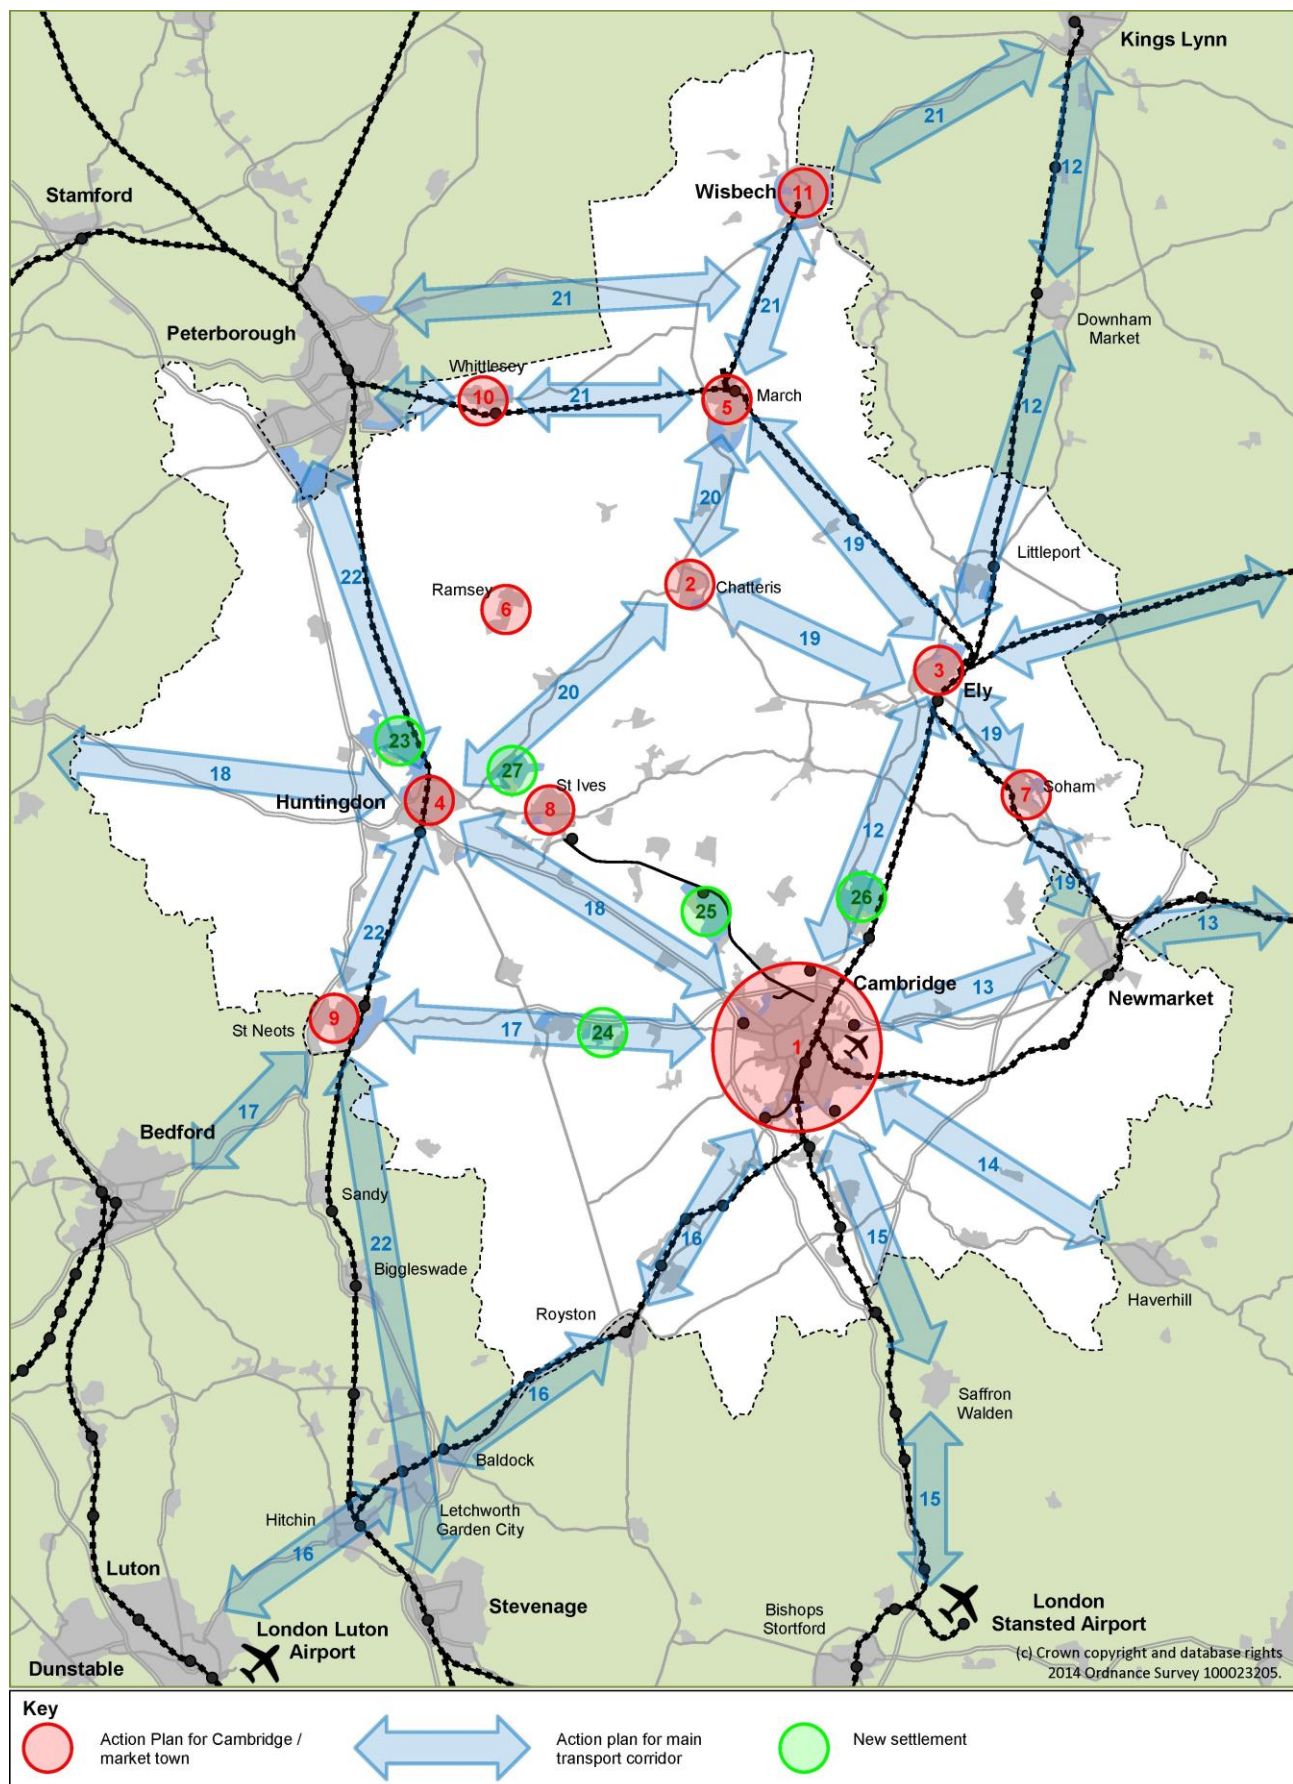 Kings Lynn
21
12
Stamford
Wisbech
11
21
21
Peterborough
Downham
Market
Whittlesey
10
21
5
March
12
20
19
22
Littleport
Ramsey
6
2
Chatteris
19
3
Ely
20
19
23
18
27
St Ives
Huntingdon
4
8
7
Soham
12
18
19
25
26
13
22
Cambridge
13
Newmarket
9
St Neots
17
24
1
17
Bedford
14
Sandy
15
22
16
Biggleswade
Haverhill
Royston
16
Saffron
Walden
Baldock
15
Hitchin
Letchworth
Garden City
16
Luton
Stevenage
London
Stansted Airport
Bishops
Stortford
London Luton
Airport
Dunstable
(c) Crown copyright and database rights
2014 Ordnance Survey 100023205.
Key
Action Plan for Cambridge /
market town
Action plan for main
transport corridor
New settlement